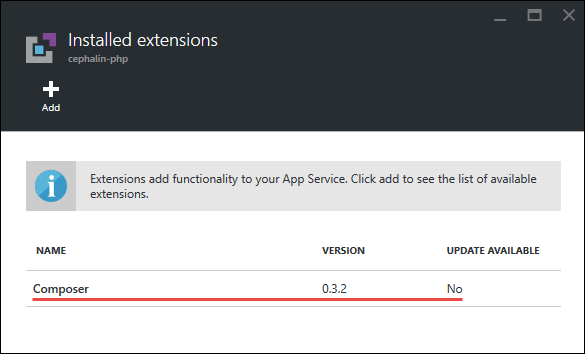 Installed extensions
cephalin-php
Add
Extensions add functionality to your App Service. Click add to see the list of available
extensions.
NAME VERSION UPDATE AVAILABLE
Composer 0.3.2 No